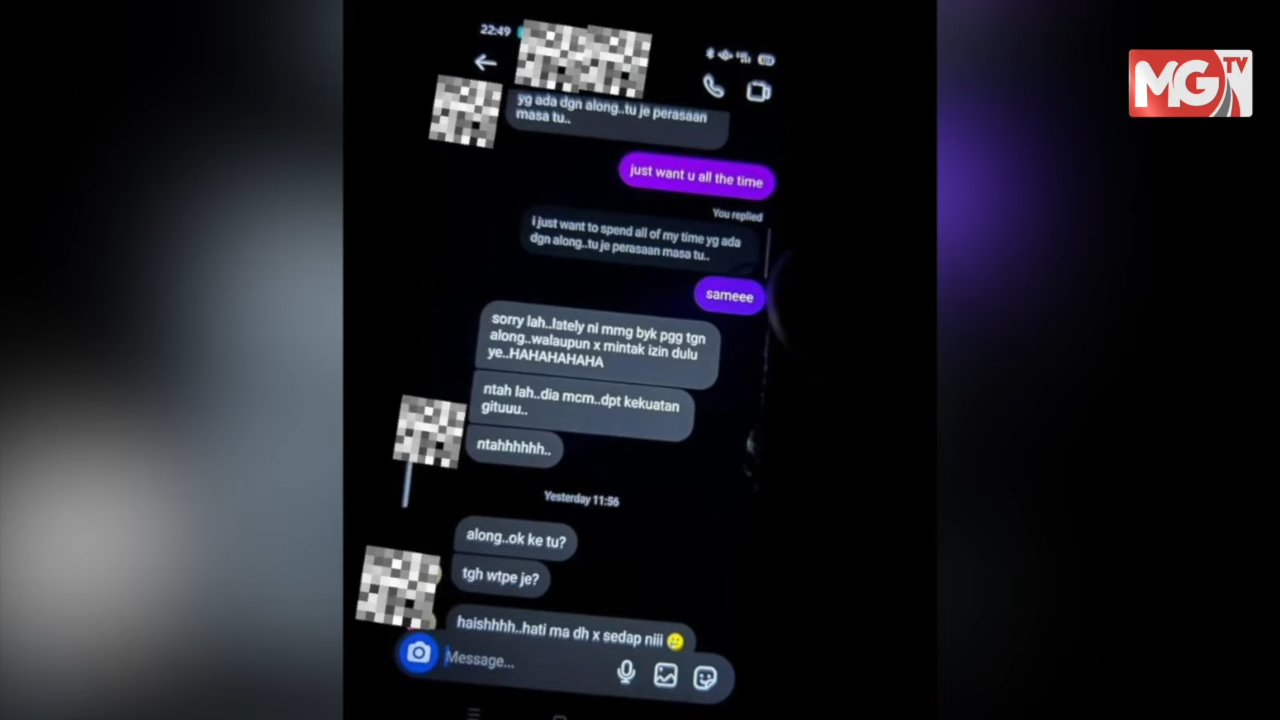 22:49
MGTV
yg ada dgn along..tu je perasaan
masa tu..
just want u all the time
You replied
i just want to spend all of my time yg ada
dgn along..tu je perasaan masa tu..
sameee
sorry lah..lately ni mmg byk pgg tgn
along..walaupun x mintak izin dulu
ye..HAHAHAHAHA
ntah lah..dia mcm..dpt kekuatan
gituuu..
ntahhhhhh..
Yesterday 11:56
along..ok ke tu?
tgh wtpe je?
haishhhh..hati ma dh x sedap niii 🥲
Message...